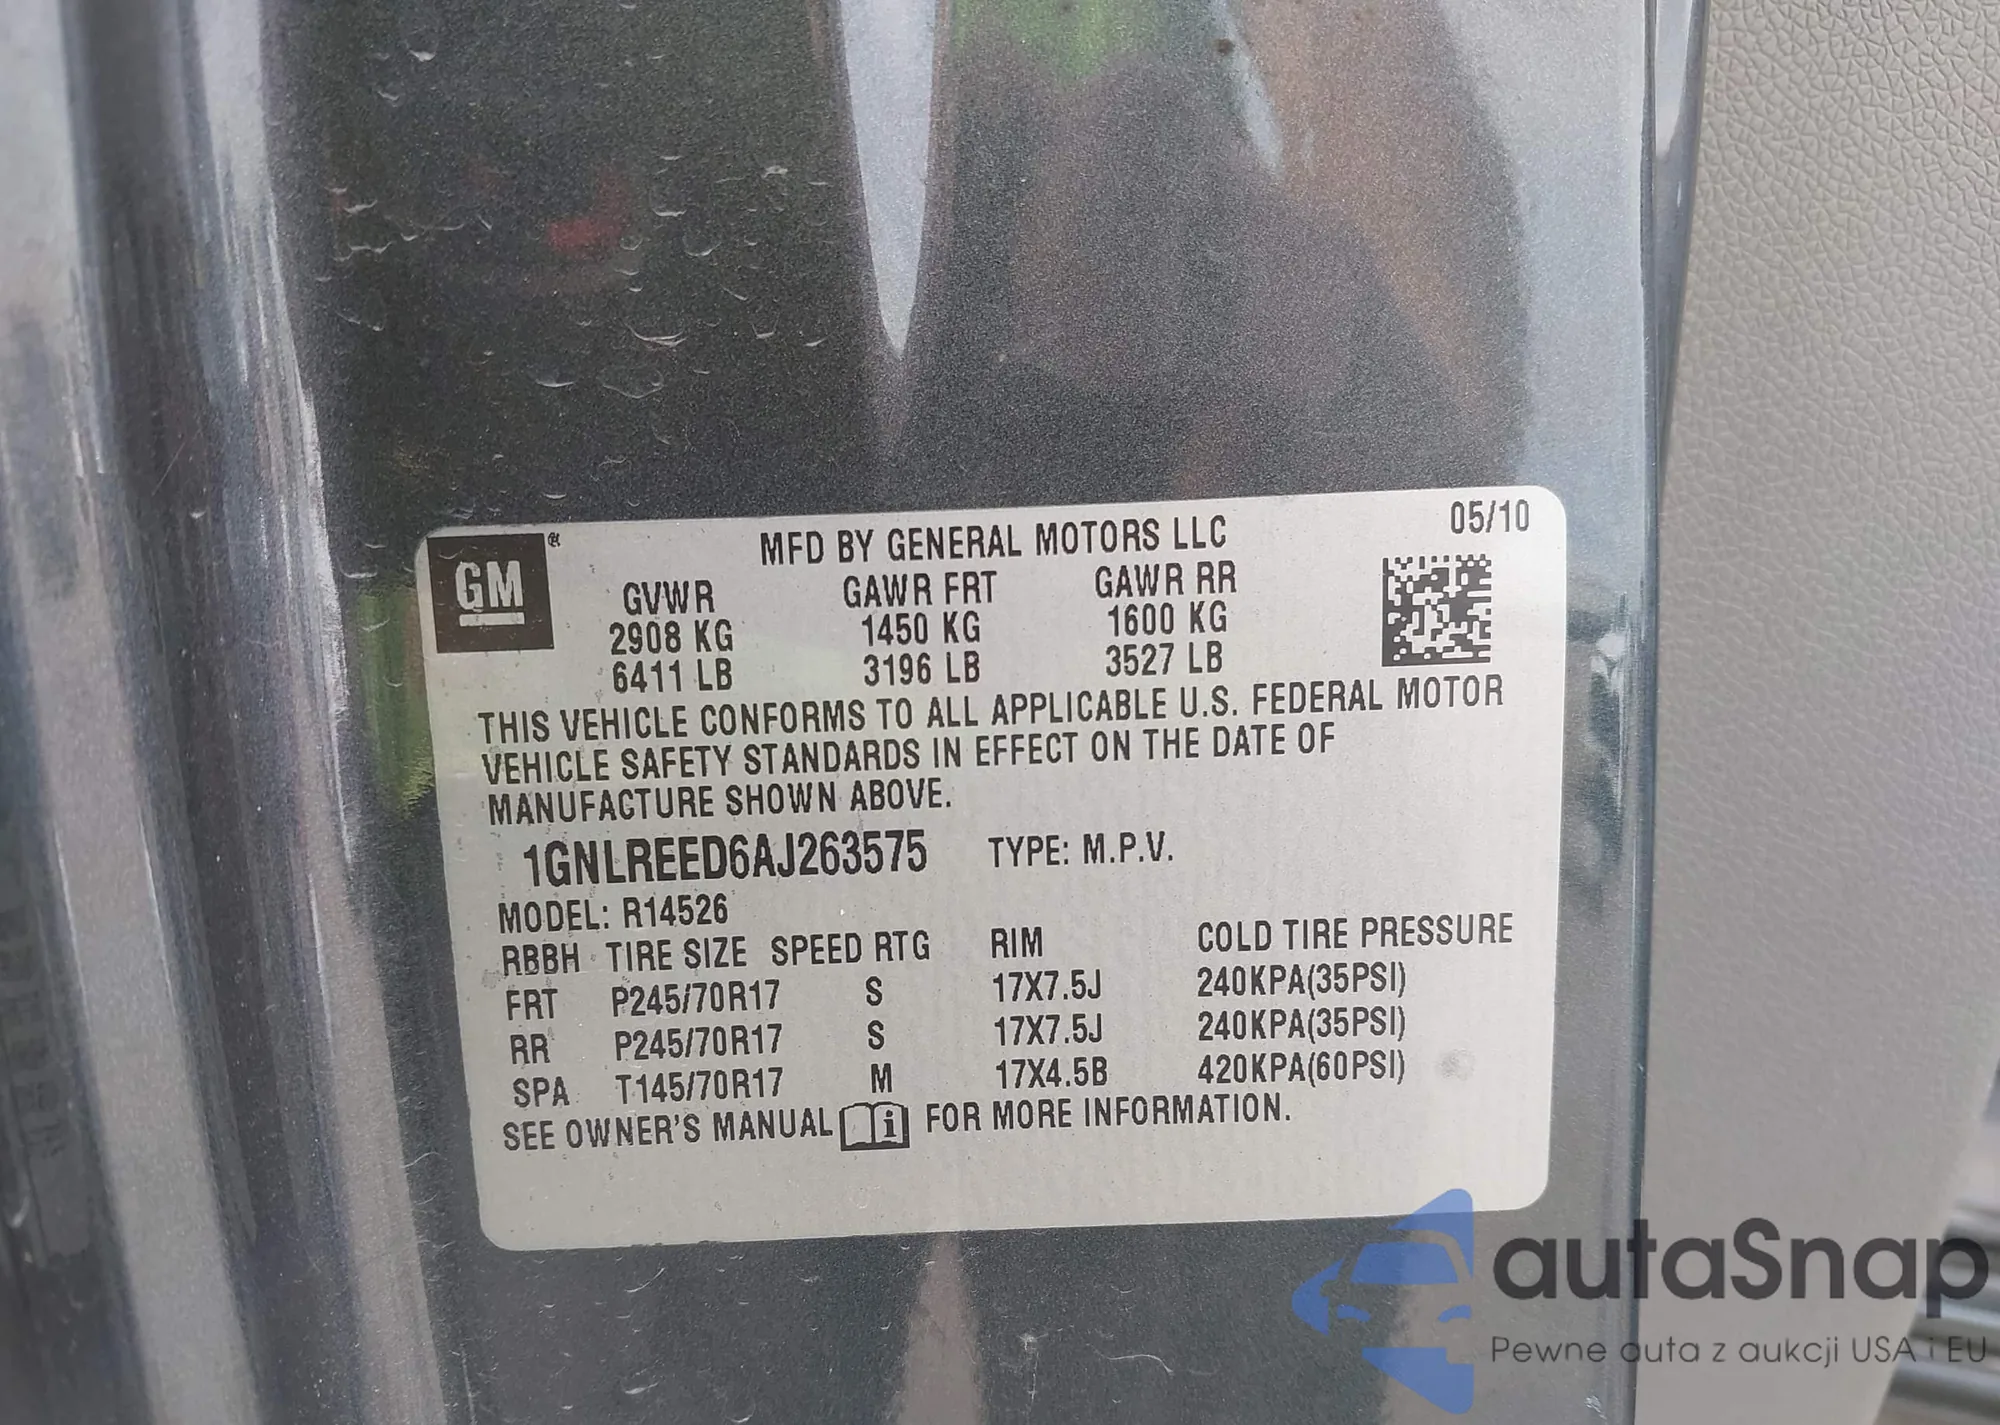 GM
MFD BY GENERAL MOTORS LLC
05/10
GVWR GAWR FRT GAWR RR
2908 KG 1450 KG 1600 KG
6411 LB 3196 LB 3527 LB
THIS VEHICLE CONFORMS TO ALL APPLICABLE U.S. FEDERAL MOTOR
VEHICLE SAFETY STANDARDS IN EFFECT ON THE DATE OF
MANUFACTURE SHOWN ABOVE.
1GNLREED6AJ263575 TYPE: M.P.V.
MODEL: R14526
RBBH TIRE SIZE SPEED RTG RIM COLD TIRE PRESSURE
FRT P245/70R17 S 17X7.5J 240KPA(35PSI)
RR P245/70R17 S 17X7.5J 240KPA(35PSI)
SPA T145/70R17 M 17X4.5B 420KPA(60PSI)
SEE OWNER'S MANUAL i FOR MORE INFORMATION.
autaSnap
Pewne auta z aukcji USA i EU